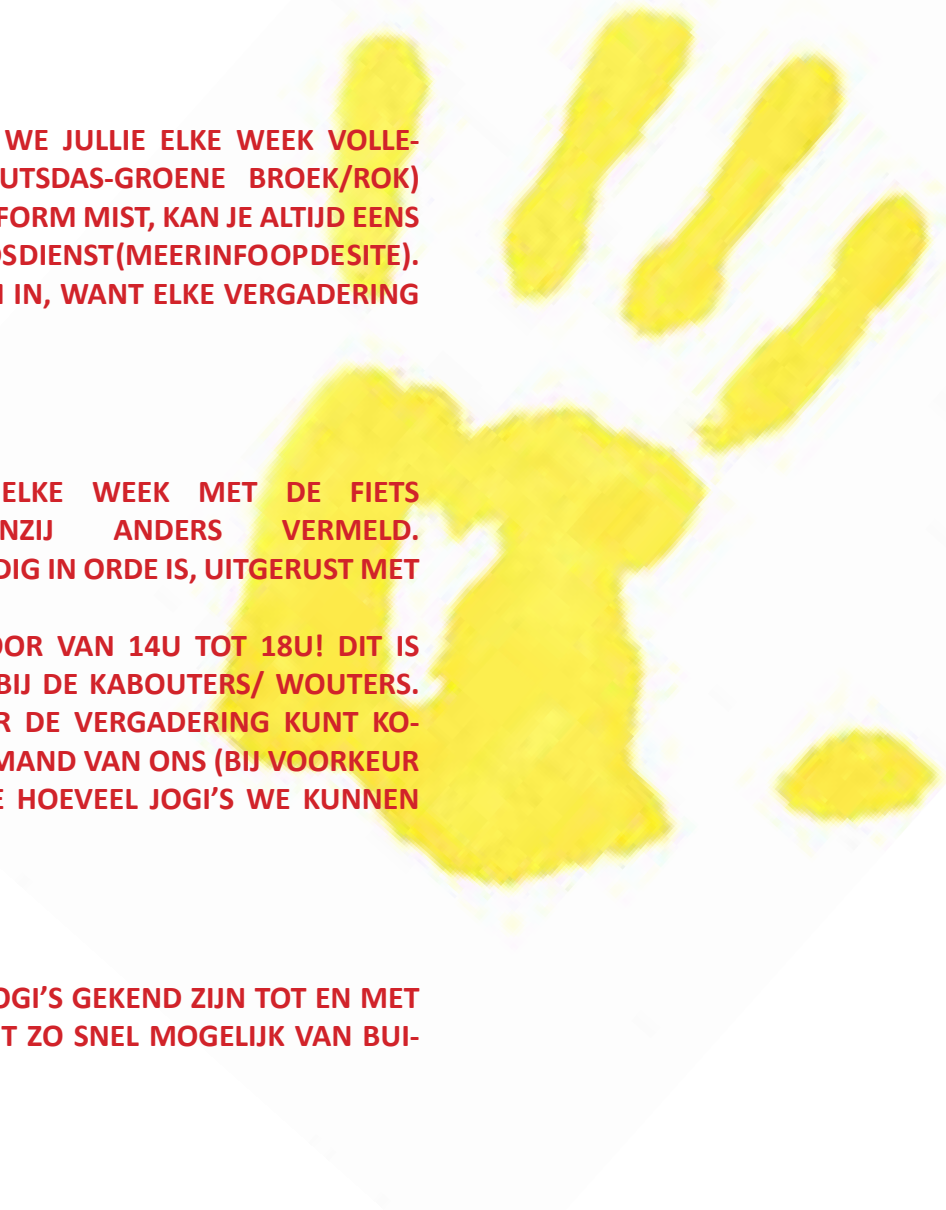 WE JULLIE ELKE WEEK VOLLE-
UTSDAS-GROENE BROEK/ROK)
FORM MIST, KAN JE ALTIJD EENS
SDIENST(MEERINFOOPDESITE).
IN, WANT ELKE VERGADERING
ELKE WEEK MET DE FIETS
NZIJ ANDERS VERMELD.
DIG IN ORDE IS, UITGERUST MET
OOR VAN 14U TOT 18U! DIT IS
BIJ DE KABOUTERS/ WOUTERS.
R DE VERGADERING KUNT KO-
MAND VAN ONS (BIJ VOORKEUR
E HOEVEEL JOGI'S WE KUNNEN
OGI'S GEKEND ZIJN TOT EN MET
T ZO SNEL MOGELIJK VAN BUI-